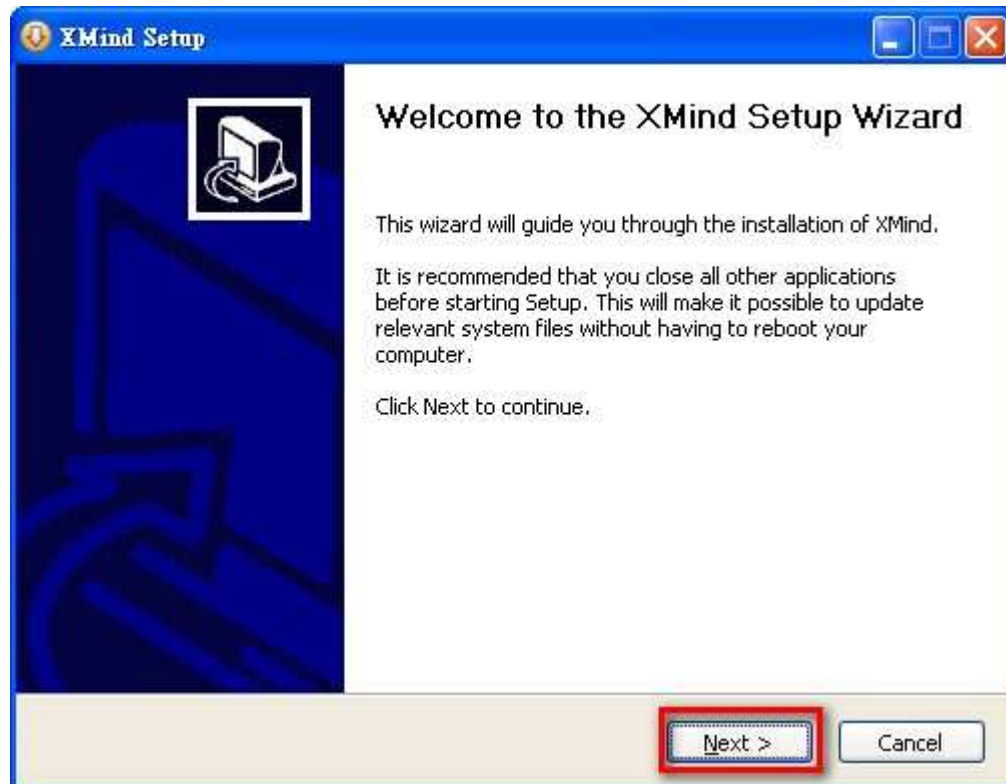 XMind Setup
Welcome to the XMind Setup Wizard
This wizard will guide you through the installation of XMind.
It is recommended that you close all other applications
before starting Setup. This will make it possible to update
relevant system files without having to reboot your
computer.
Click Next to continue.
Next >
Cancel